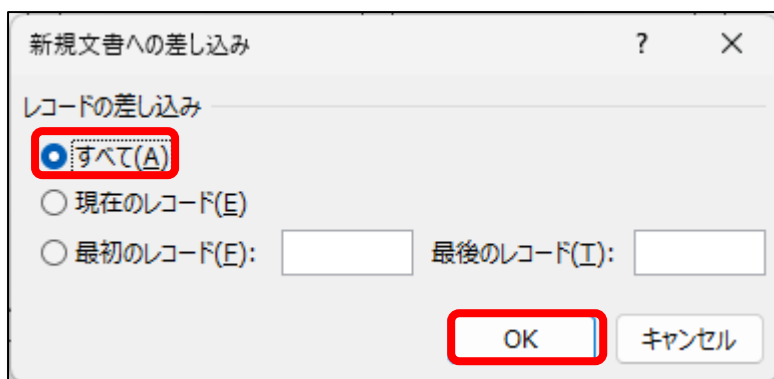 新規文書への差し込み ? ×
レコードの差し込み
すべて(A)
現在のレコード(E)
最初のレコード(F): 最後のレコード(T):
OK キャンセル